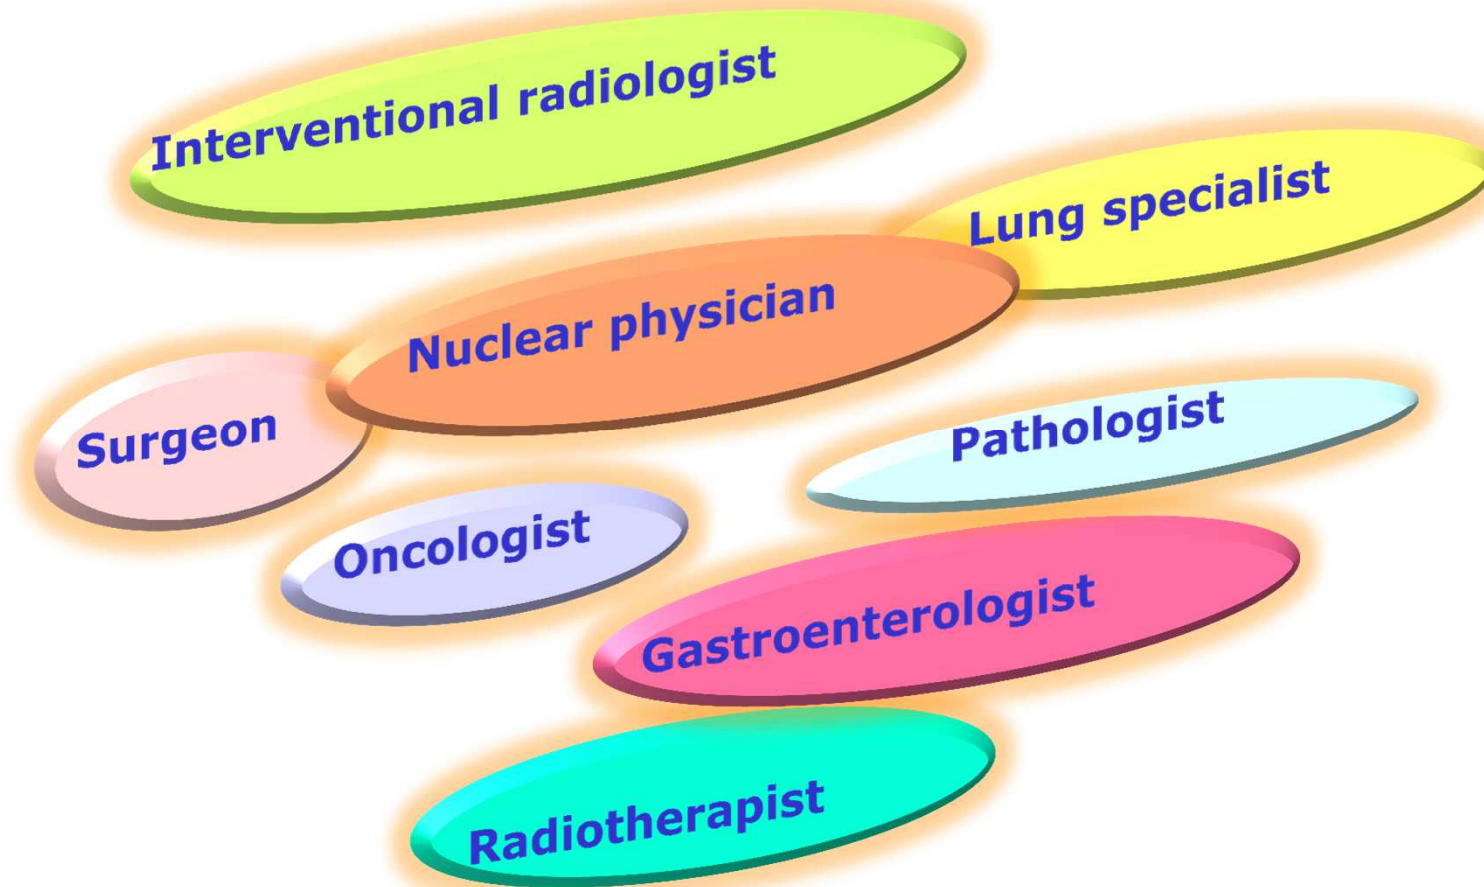 Interventional radiologist
Lung specialist
Nuclear physician
Surgeon
Pathologist
Oncologist
Gastroenterologist
Radiotherapist